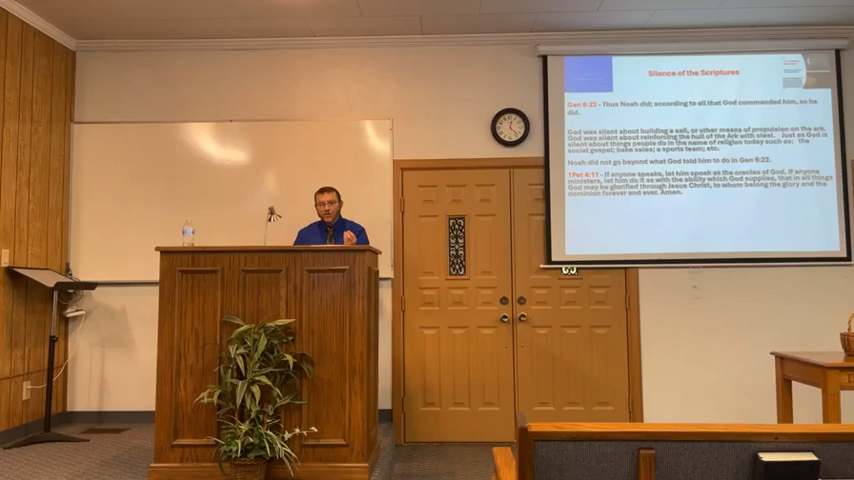 Silence of the Scriptures
Gen 6:22 - Thus Noah did; according to all that God commanded him, so he
did.
God was silent about building a sail, or other means of propulsion on the ark.
God was silent about reinforcing the hull of the Ark with steel. Just as God is
silent about things people do in the name of religion today such as: the
social gospel; bake sales; a sports team; etc.
Noah did not go beyond what God told him to do in Gen 6:22.
1Pet 4:11 - If anyone speaks, let him speak as the oracles of God. If anyone
ministers, let him do it as with the ability which God supplies, that in all things
God may be glorified through Jesus Christ, to whom belong the glory and the
dominion forever and ever. Amen.